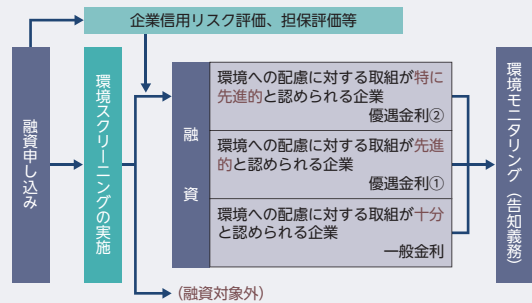 企業信用リスク評価、担保評価等
融資申し込み
環境スクリーニングの実施
融資
環境への配慮に対する取組が特に
先進的と認められる企業
優遇金利②
環境への配慮に対する取組が先進
的と認められる企業
優遇金利①
環境への配慮に対する取組が十分
と認められる企業
一般金利
環境モニタリング（告知義務）
（融資対象外）